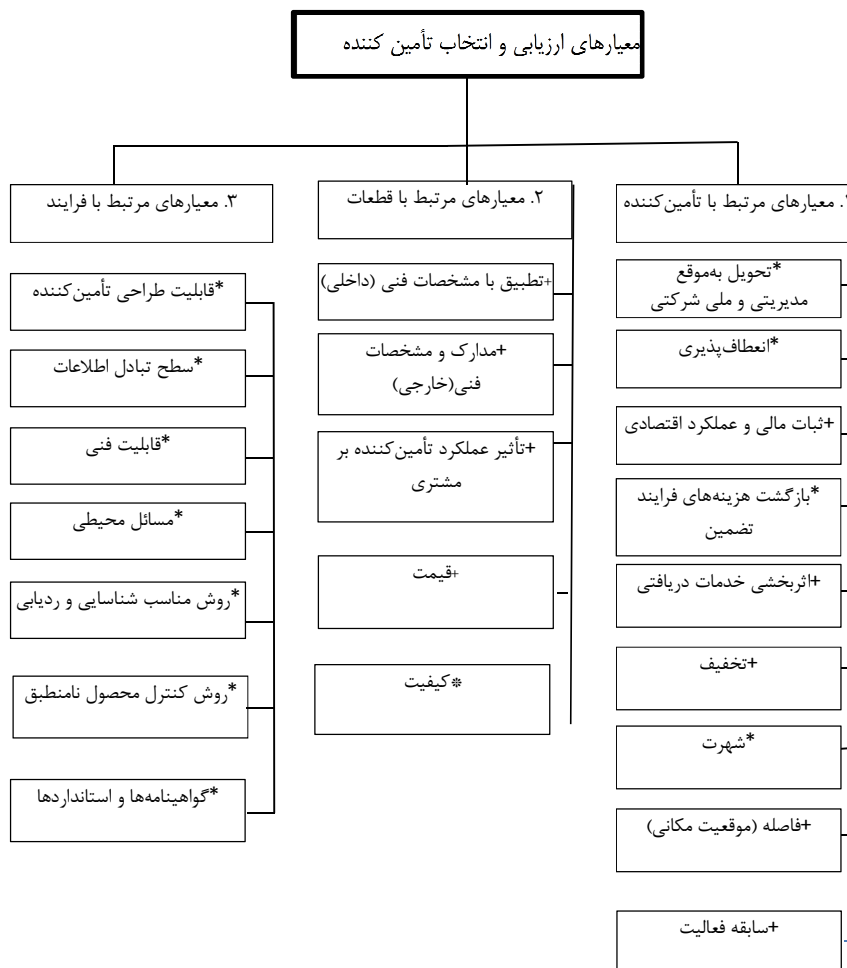 معیارهای ارزیابی و انتخاب تأمین کننده
۱. معیارهای مرتبط با تأمین‌کننده
*تحویل به‌موقع
مدیریتی و ملی شرکتی
*انعطاف‌پذیری
+ثبات مالی و عملکرد اقتصادی
*بازگشت هزینه‌های فرایند
تضمین
+اثربخشی خدمات دریافتی
+تخفیف
*شهرت
+فاصله (موقعیت مکانی)
+سابقه فعالیت
۲. معیارهای مرتبط با قطعات
+تطبیق با مشخصات فنی (داخلی)
+مدارک و مشخصات
فنی(خارجی)
+تأثیر عملکرد تأمین‌کننده بر
مشتری
+قیمت
*کیفیت
۳. معیارهای مرتبط با فرایند
*قابلیت طراحی تأمین‌کننده
*سطح تبادل اطلاعات
*قابلیت فنی
*مسائل محیطی
*روش مناسب شناسایی و ردیابی
*روش کنترل محصول نامنطبق
*گواهینامه‌ها و استانداردها